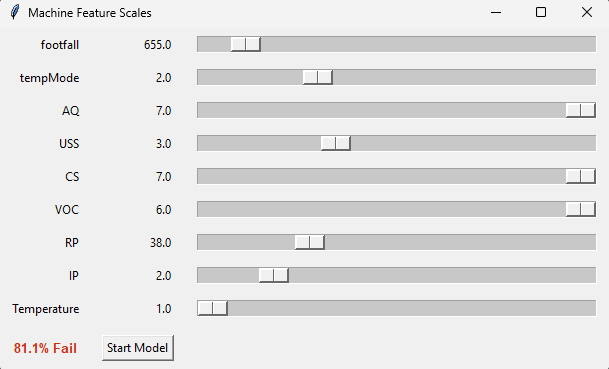 Machine Feature Scales
footfall 655.0
tempMode 2.0
AQ 7.0
USS 3.0
CS 7.0
VOC 6.0
RP 38.0
IP 2.0
Temperature 1.0
81.1% Fail Start Model